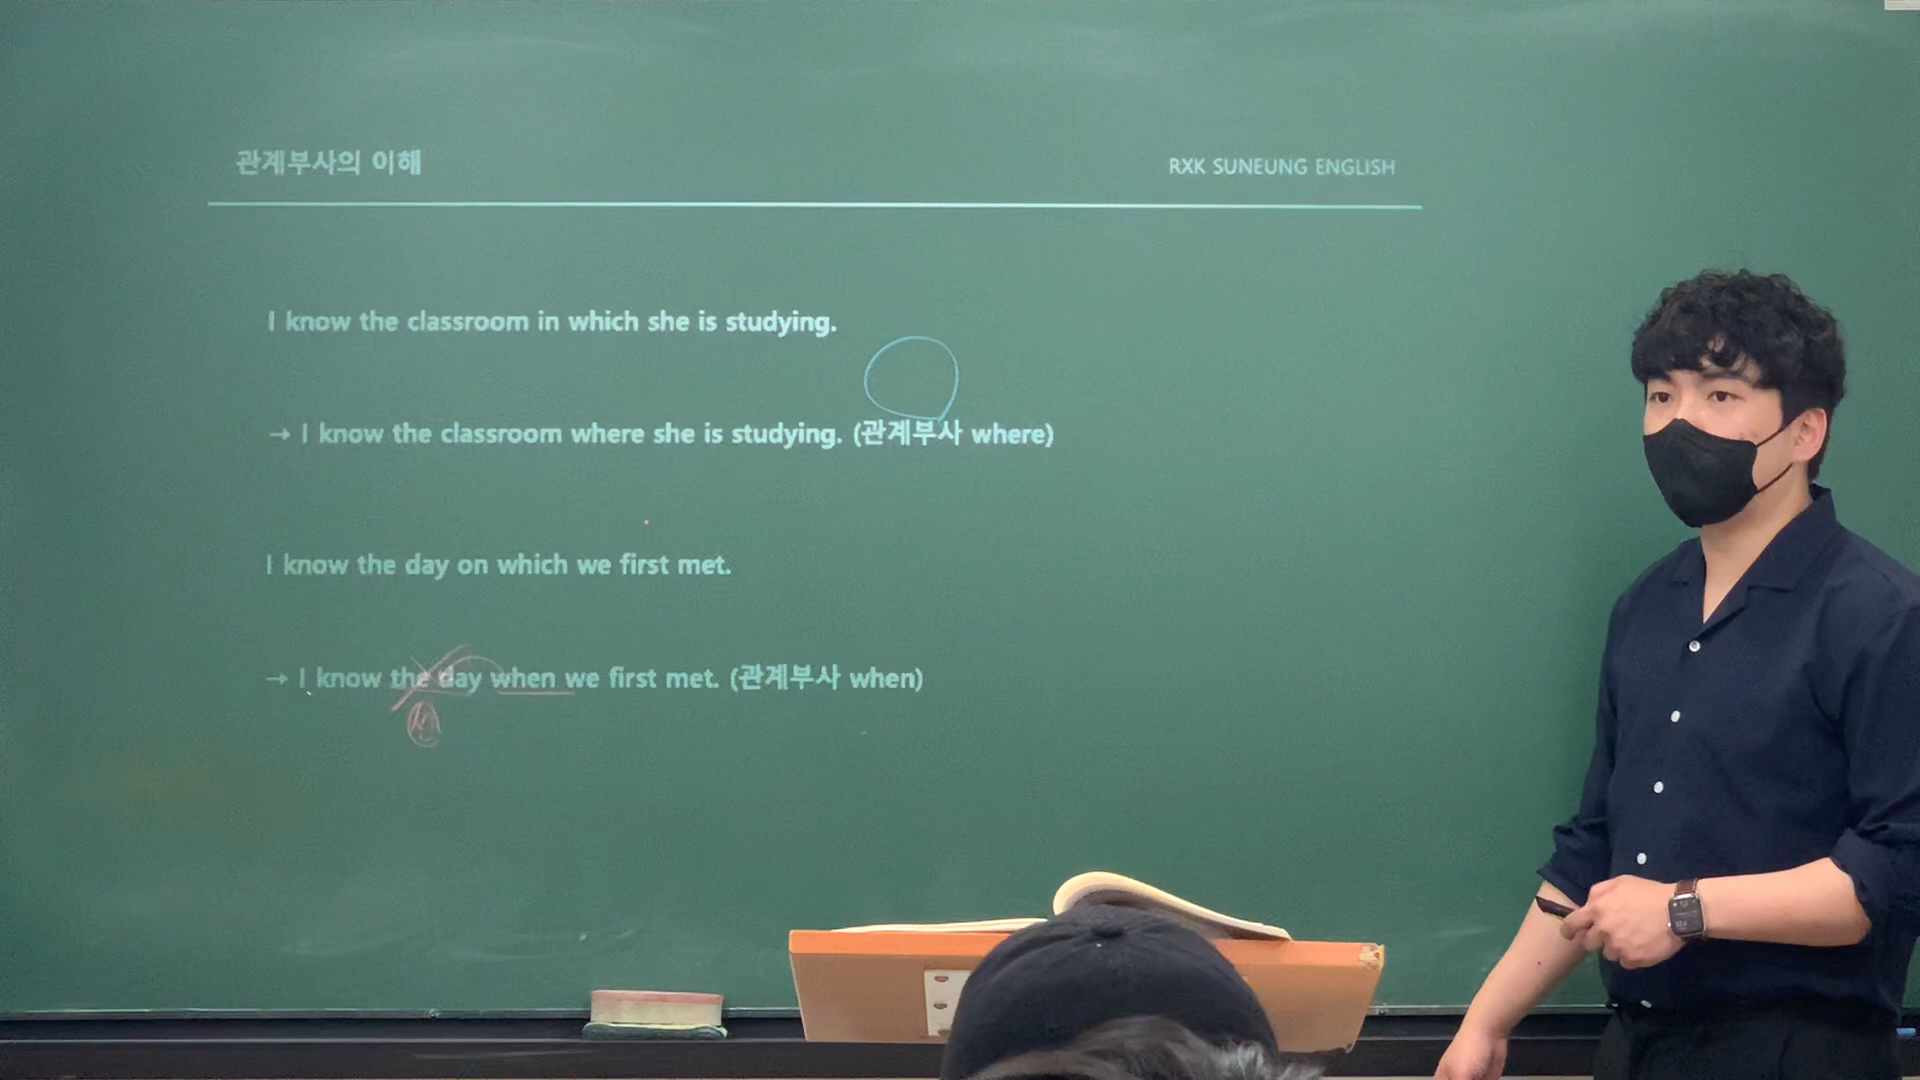 관계부사의 이해
RXK SUNEUNG ENGLISH
I know the classroom in which she is studying.
→ I know the classroom where she is studying. (관계부사 where)
I know the day on which we first met.
→ I know the day when we first met. (관계부사 when)